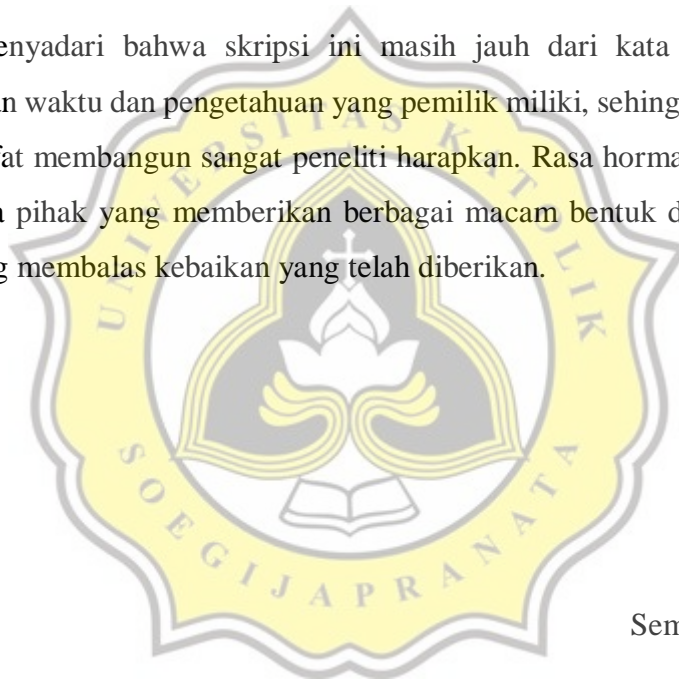 enyadari bahwa skripsi ini masih jauh dari kata
n waktu dan pengetahuan yang pemilik miliki, sehing
fat membangun sangat peneliti harapkan. Rasa horma
a pihak yang memberikan berbagai macam bentuk d
g membalas kebaikan yang telah diberikan.
UNIVERSITAS KATOLIK
SOEGIJAPRANATA
Sem